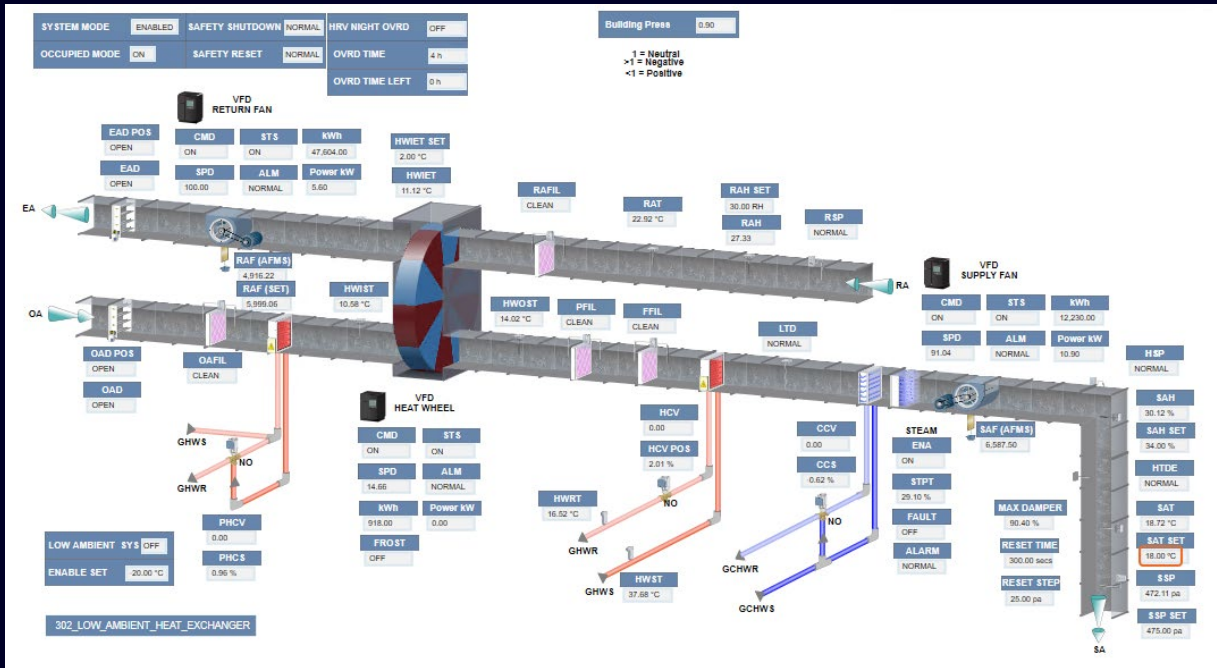 SYSTEM MODE ENABLED SAFETY SHUTDOWN NORMAL HRV NIGHT OVRD OFF
OCCUPIED MODE ON SAFETY RESET NORMAL OVRD TIME 4 h
OVRD TIME LEFT 0 h
Building Press 0.90
1 = Neutral
>1 = Negative
<1 = Positive
VFD
RETURN FAN
EAD POS
OPEN
EAD
OPEN
CMD
ON
STS
ON
kWh
47,604.00
SPD
100.00
ALM
NORMAL
Power kW
5.60
HWIET SET
2.00 °C
HWIET
11.12 °C
RAFIL
CLEAN
RAT
22.92 °C
RAH SET
30.00 RH
RAH
27.33
RSP
NORMAL
EA
RA
RAF (AFMS)
4,916.22
RAF (SET)
5,999.06
VFD
SUPPLY FAN
CMD
ON
STS
ON
kWh
12,230.00
SPD
91.04
ALM
NORMAL
Power kW
10.90
OA
HWIST
10.58 °C
HWOST
14.02 °C
PFIL
CLEAN
FFIL
CLEAN
LTD
NORMAL
HSP
NORMAL
OAD POS
OPEN
OAD
OPEN
OAFIL
CLEAN
VFD
HEAT WHEEL
CMD
ON
STS
ON
SPD
14.66
ALM
NORMAL
kWh
918.00
Power kW
0.00
FROST
OFF
GHWS
GHWR
NO
PHCV
0.00
PHCS
0.96 %
HCV
0.00
HCV POS
2.01 %
HWRT
16.52 °C
NO
GHWR
GHWS
HWST
37.68 °C
CCV
0.00
CCS
0.62 %
NO
GCHWR
GCHWS
STEAM
ENA
ON
STPT
29.10 %
FAULT
OFF
ALARM
NORMAL
SAF (AFMS)
6,587.50
MAX DAMPER
90.40 %
RESET TIME
300.00 secs
RESET STEP
25.00 pa
SAH
30.12 %
SAH SET
34.00 %
HTDE
NORMAL
SAT
18.72 °C
SAT SET
18.00 °C
SSP
472.11 pa
SSP SET
475.00 pa
SA
LOW AMBIENT SYS OFF
ENABLE SET -20.00 °C
302_LOW_AMBIENT_HEAT_EXCHANGER